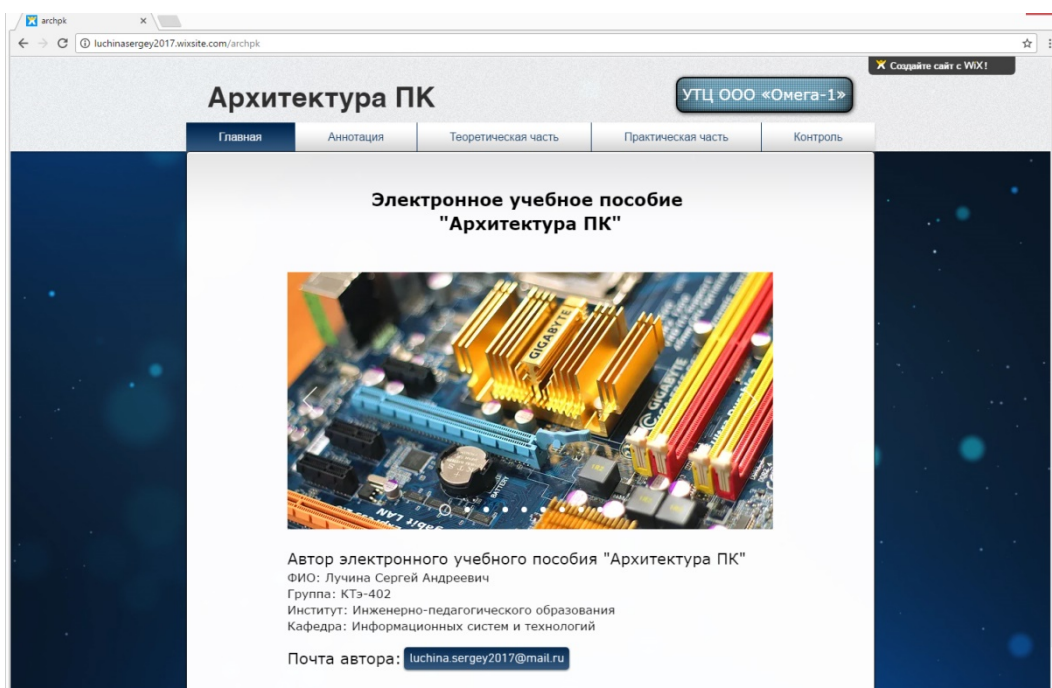 archpk
luchinasergey2017.wixsite.com/archpk
Создайте сайт с WiX!
Архитектура ПК
УТЦ ООО «Омега-1»
Главная Аннотация Теоретическая часть Практическая часть Контроль
Электронное учебное пособие
"Архитектура ПК"
GIGABYTE
GIGABYTE
BATTERY
Автор электронного учебного пособия "Архитектура ПК"
ФИО: Лучина Сергей Андреевич
Группа: КТэ-402
Институт: Инженерно-педагогического образования
Кафедра: Информационных систем и технологий
Почта автора: luchina.sergey2017@mail.ru